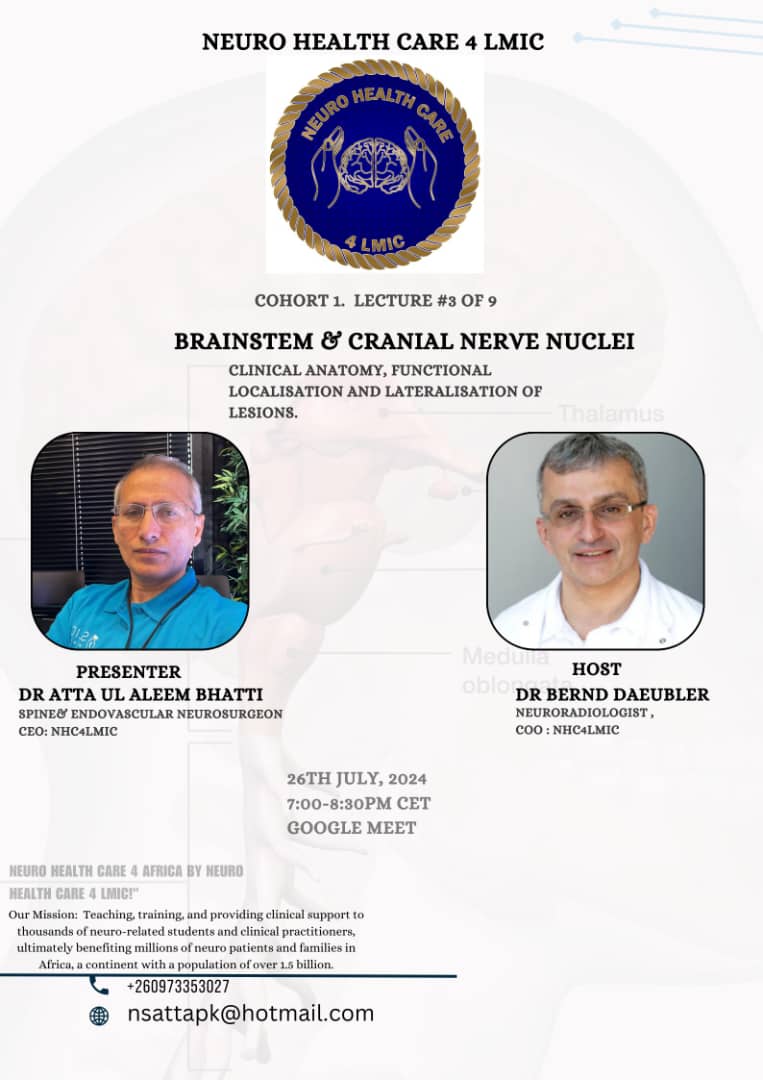 NEURO HEALTH CARE 4 LMIC
NEURO HEALTH CARE
4 LMIC
COHORT 1. LECTURE #3 OF 9
BRAINSTEM & CRANIAL NERVE NUCLEI
CLINICAL ANATOMY, FUNCTIONAL
LOCALISATION AND LATERALISATION OF
LESIONS.
Thalamus
Medulla
oblongata
PRESENTER
DR ATTA UL ALEEM BHATTI
SPINE& ENDOVASCULAR NEUROSURGEON
CEO: NHC4LMIC
HOST
DR BERND DAEUBLER
NEURORADIOLOGIST ,
COO : NHC4LMIC
26TH JULY, 2024
7:00-8:30PM CET
GOOGLE MEET
NEURO HEALTH CARE 4 AFRICA BY NEURO
HEALTH CARE 4 LMIC!"
Our Mission: Teaching, training, and providing clinical support to
thousands of neuro-related students and clinical practitioners,
ultimately benefiting millions of neuro patients and families in
Africa, a continent with a population of over 1.5 billion.
+260973353027
nsattapk@hotmail.com